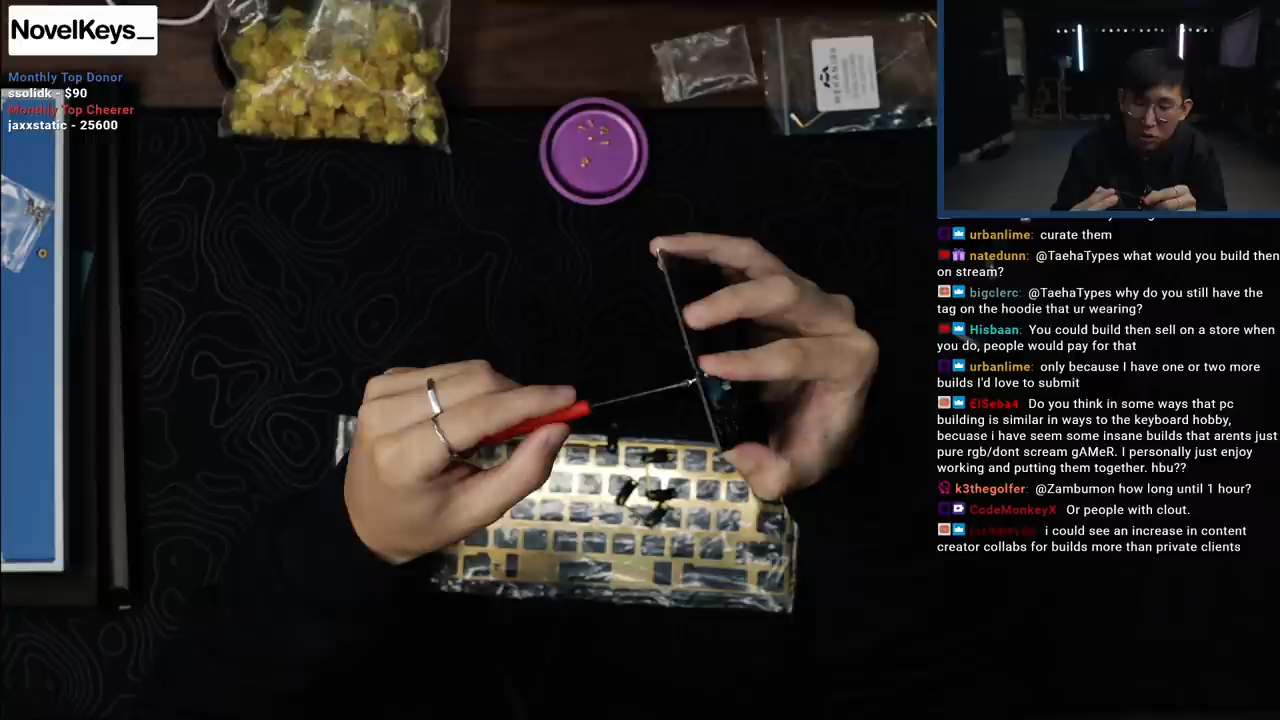 NovelKeys_
Monthly Top Donor
ssolidk - $90
Monthly Top Cheerer
jaxxstatic - 25600
urbanlime: curate them
natedunn: @TaehaTypes what would you build then
on stream?
bigclerc: @TaehaTypes why do you still have the
tag on the hoodie that ur wearing?
Hisbaan: You could build then sell on a store when
you do, people would pay for that
urbanlime: only because I have one or two more
builds I'd love to submit
ElSeba4 Do you think in some ways that pc
building is similar in ways to the keyboard hobby,
becuase i have seem some insane builds that arents just
pure rgb/dont scream gAMeR. I personally just enjoy
working and putting them together. hbu??
k3thegolfer: @Zambumon how long until 1 hour?
CodeMonkeyX Or people with clout.
i could see an increase in content
creator collabs for builds more than private clients